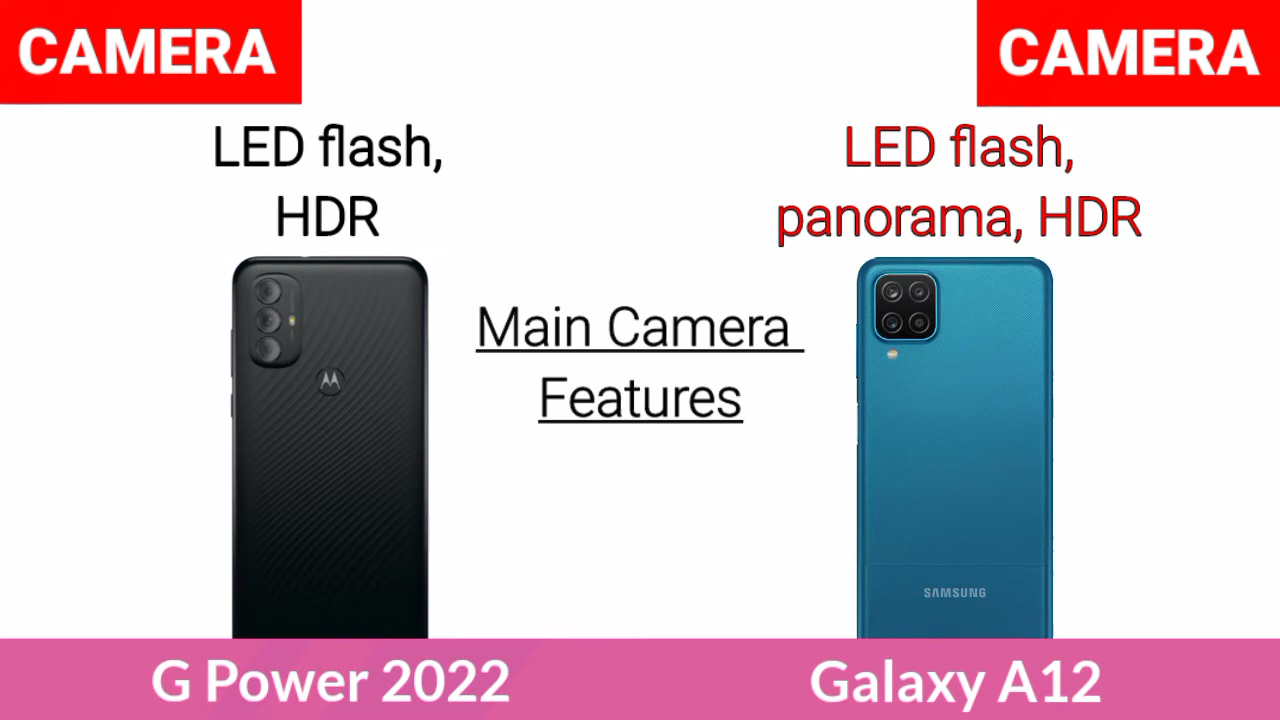 CAMERA
CAMERA
LED flash,
HDR
LED flash,
panorama, HDR
Main Camera
Features
SAMSUNG
G Power 2022
Galaxy A12